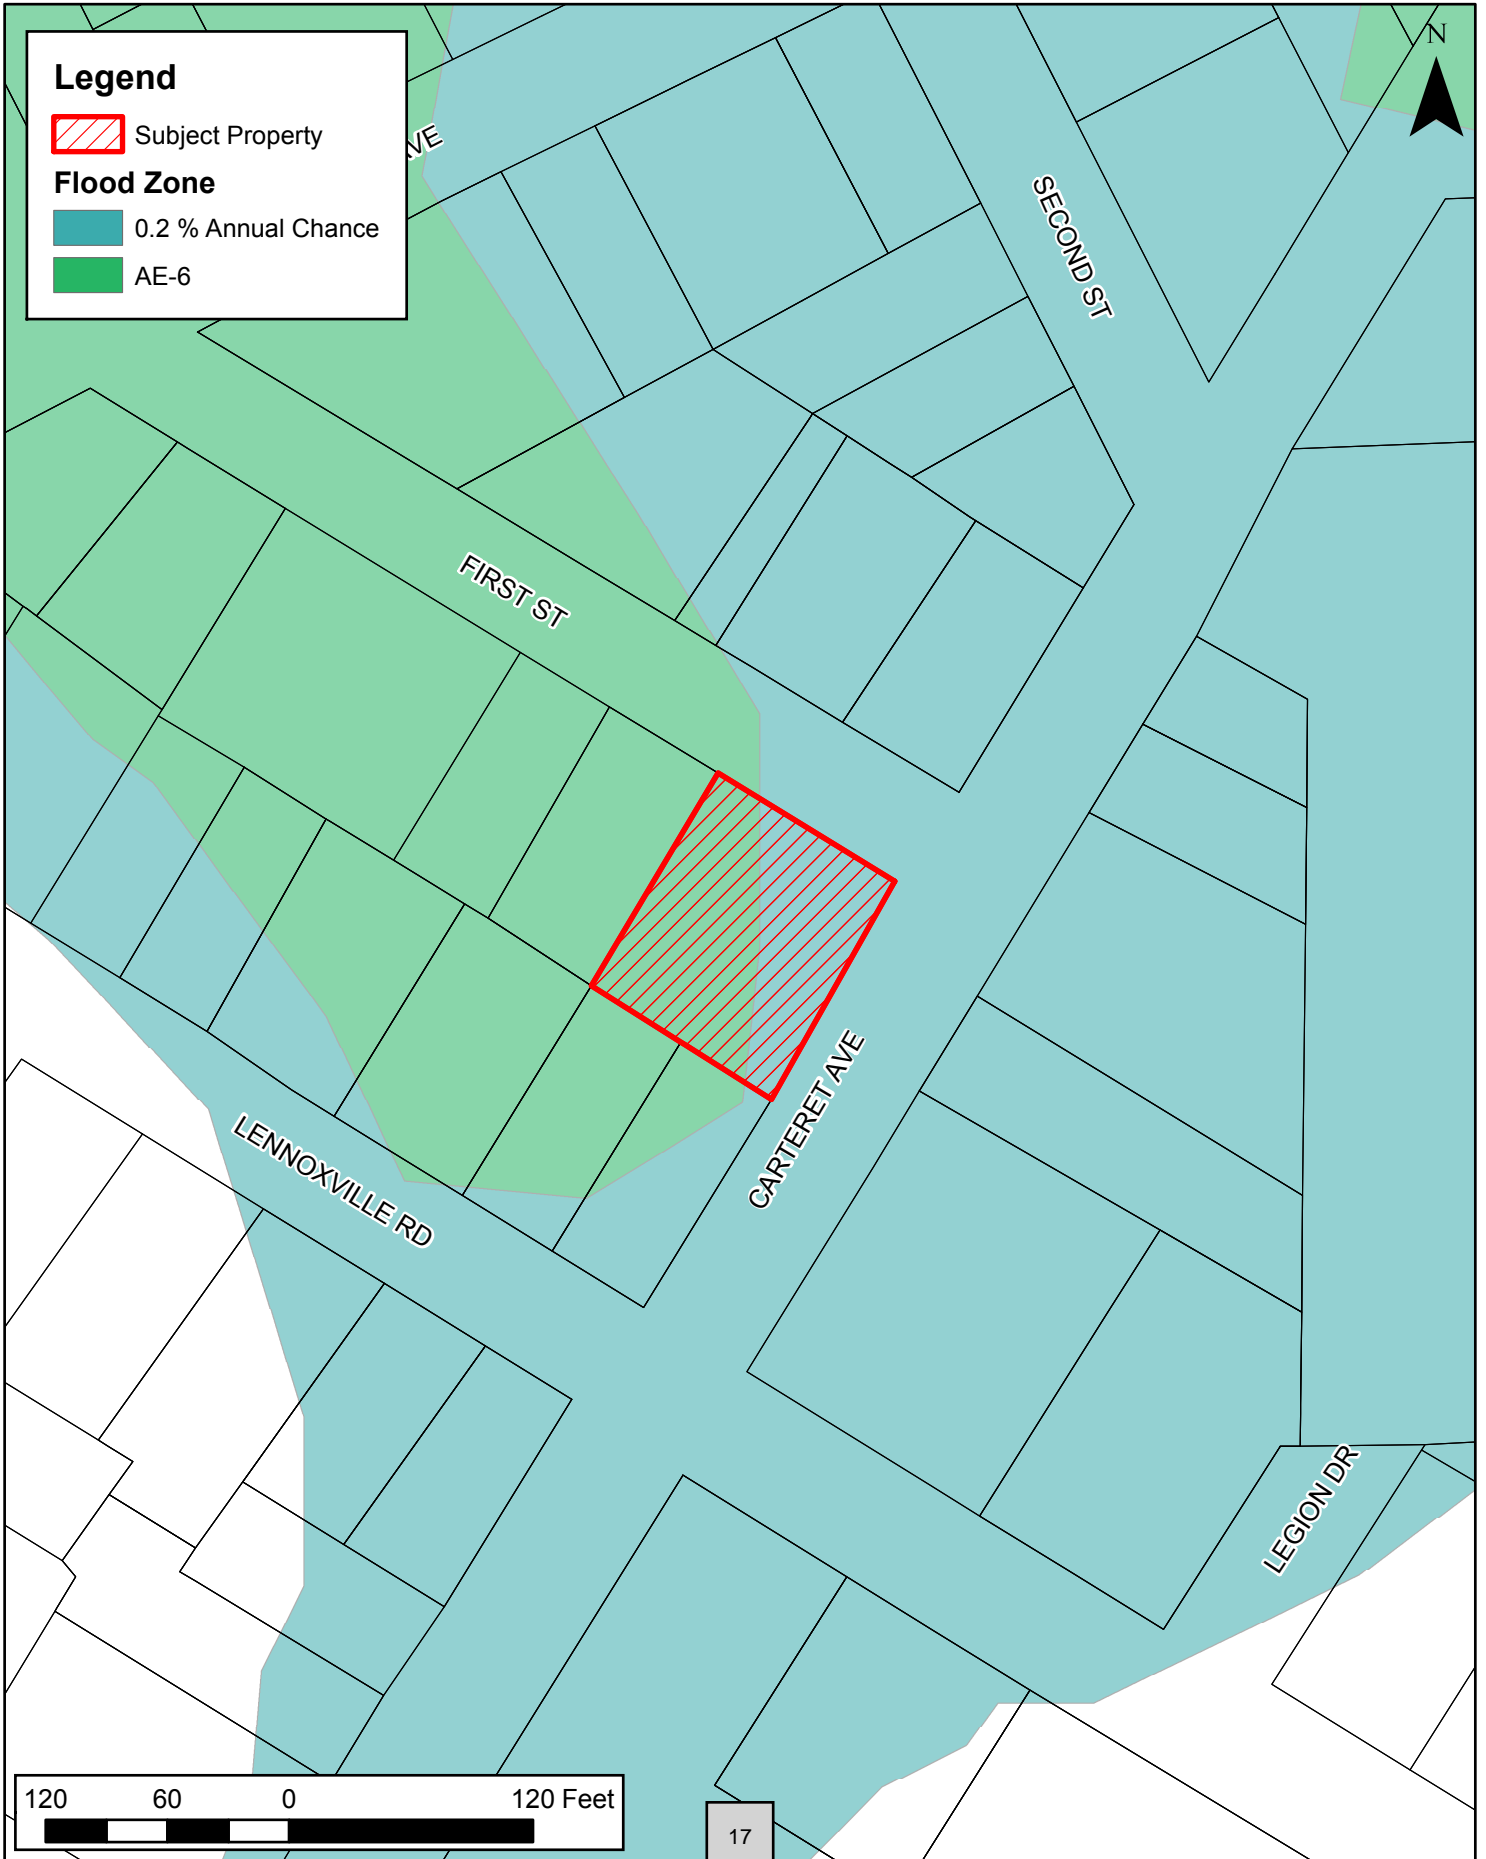 Legend
Subject Property
Flood Zone
0.2 % Annual Chance
AE-6
N
SECOND ST
FIRST ST
CARTERET AVE
LENNOXVILLE RD
LEGION DR
120 60 0 120 Feet
17